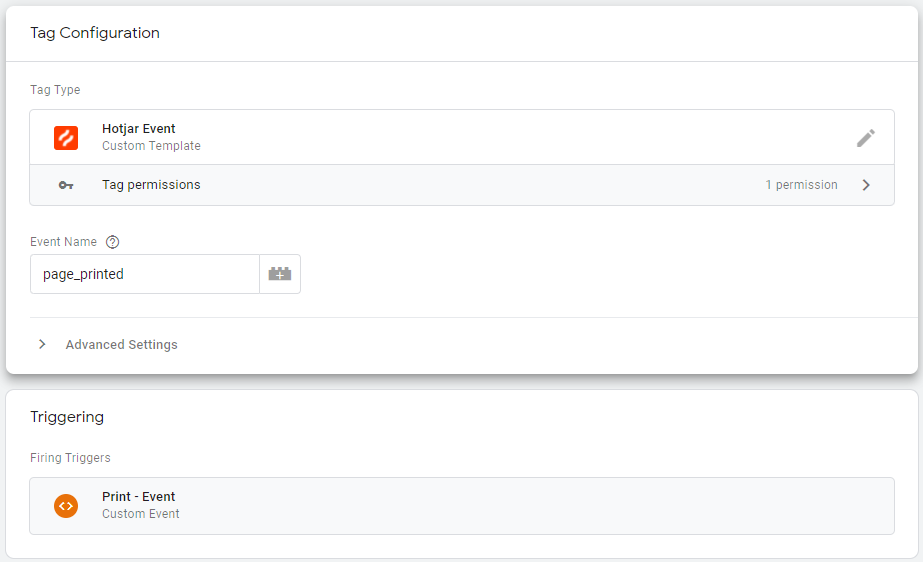 Tag Configuration
Tag Type
Hotjar Event
Custom Template
Tag permissions 1 permission
Event Name
page_printed
Advanced Settings
Triggering
Firing Triggers
Print - Event
Custom Event